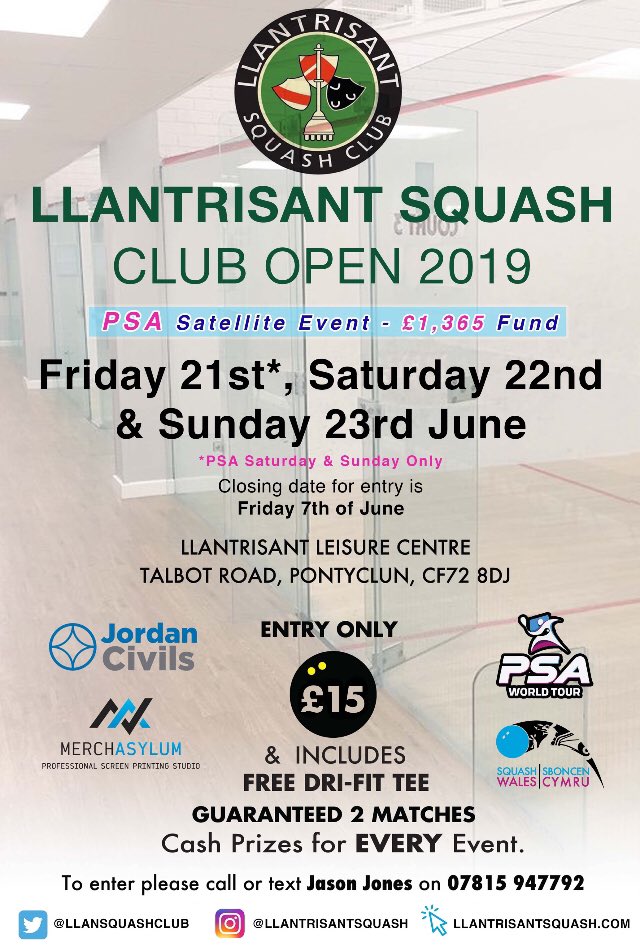 LLANTRISANT
SQUASH CLUB
LLANTRISANT SQUASH
CLUB OPEN 2019
COURT 3
PSA Satellite Event - £1,365 Fund
Friday 21st*, Saturday 22nd
& Sunday 23rd June
*PSA Saturday & Sunday Only
Closing date for entry is
Friday 7th of June
LLANTRISANT LEISURE CENTRE
TALBOT ROAD, PONTYCLUN, CF72 8DJ
Jordan
Civils
MERCHASYLUM
PROFESSIONAL SCREEN PRINTING STUDIO
ENTRY ONLY
£15
& INCLUDES
FREE DRI-FIT TEE
PSA
WORLD TOUR
SQUASH SBONCEN
WALES CYMRU
GUARANTEED 2 MATCHES
Cash Prizes for EVERY Event.
To enter please call or text Jason Jones on 07815 947792
@LLANSQUASHCLUB
@LLANTRISANTSQUASH
LLANTRISANTSQUASH.COM